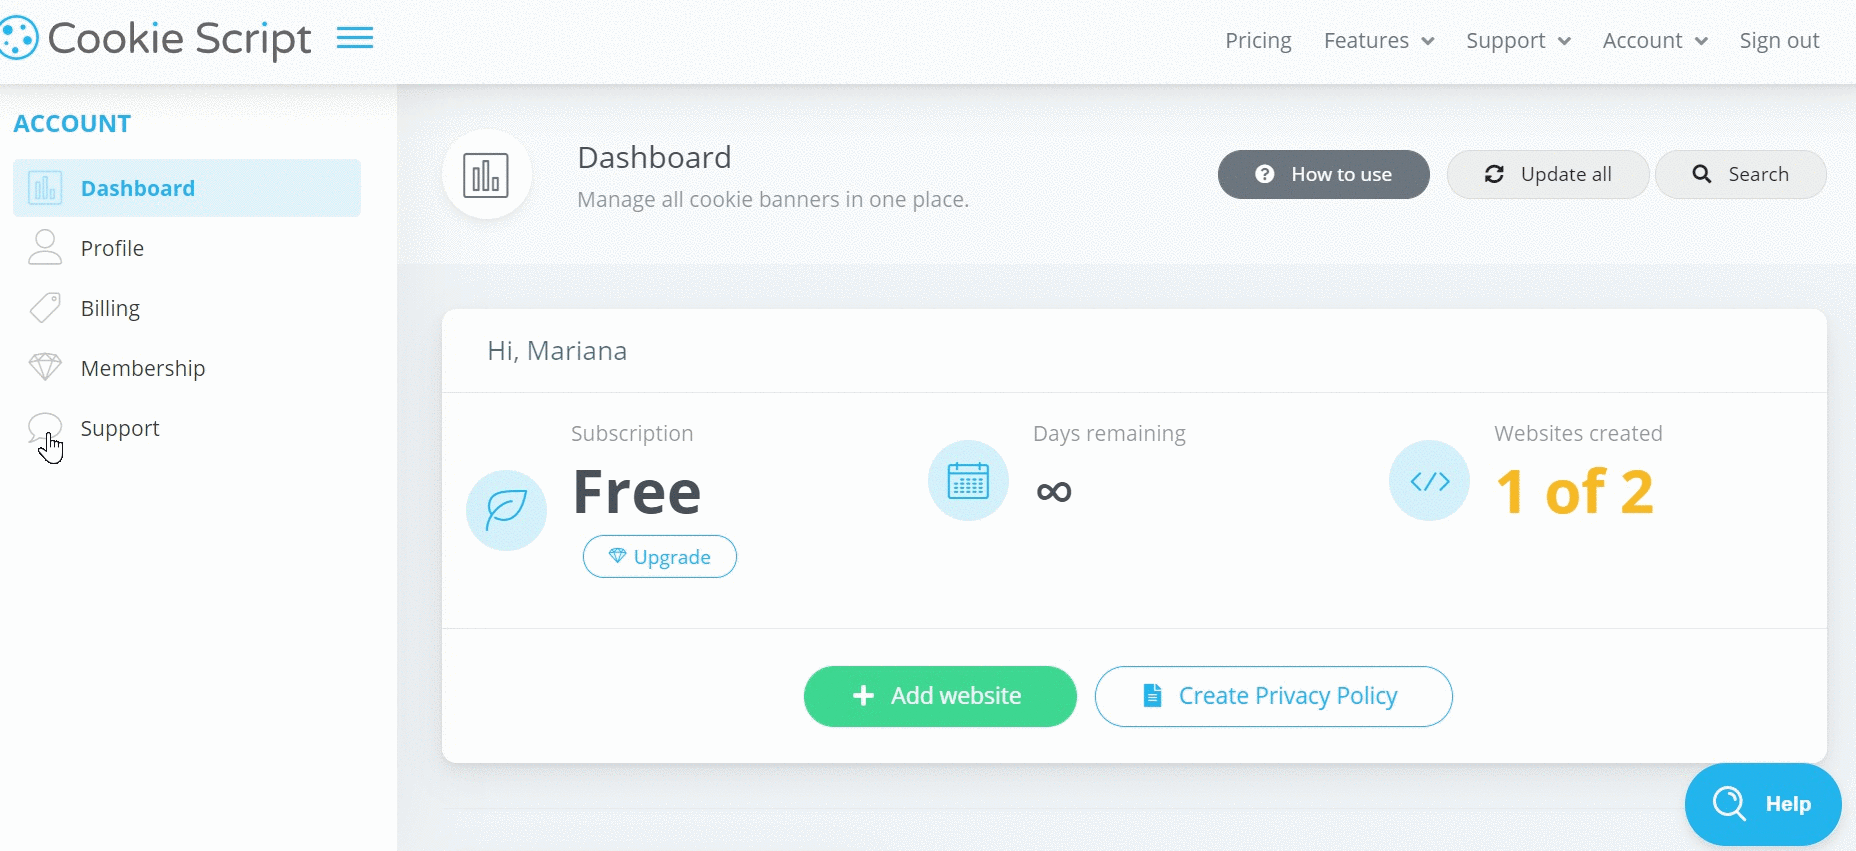 Cookie Script
Pricing
Features
Support
Account
Sign out
ACCOUNT
Dashboard
Profile
Billing
Membership
Support
Dashboard
Manage all cookie banners in one place.
How to use
Update all
Search
Hi, Mariana
Subscription
Free
Upgrade
Days remaining
∞
Websites created
</>
1 of 2
Add website
Create Privacy Policy
Help